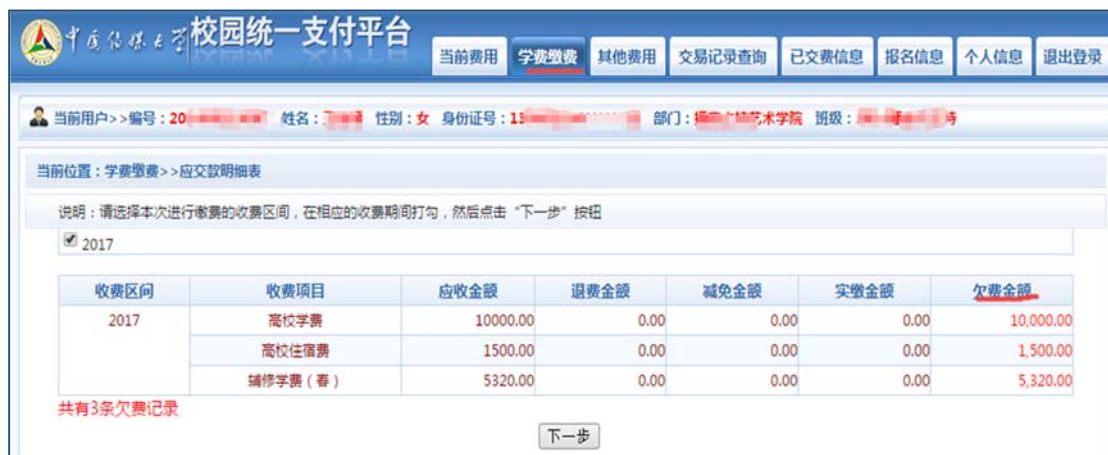 中国传媒大学校园统一支付平台
当前费用 学费缴费 其他费用 交易记录查询 已交费信息 报名信息 个人信息 退出登录
当前用户>>编号：20 姓名： 性别：女 身份证号：13 部门：艺术学院 班级：
当前位置：学费缴费>>应交款明细表
说明：请选择本次进行缴费的收费区间，在相应的收费期间打勾，然后点击“下一步”按钮
2017
收费区间 收费项目 应收金额 退费金额 减免金额 实缴金额 欠费金额
2017 高校学费 10000.00 0.00 0.00 0.00 10,000.00
高校住宿费 1500.00 0.00 0.00 0.00 1,500.00
辅修学费（春） 5320.00 0.00 0.00 0.00 5,320.00
共有3条欠费记录
下一步